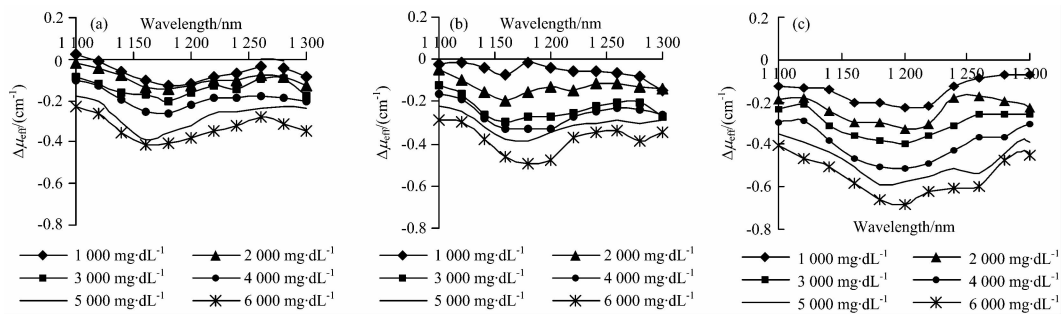 (a)
Wavelength/nm
0.2
1 100 1 150 1 200 1 250 1 300
0
-0.2
-0.4
-0.6
-0.8
Δμeff/(cm⁻¹)
1 000 mg·dL⁻¹ 2 000 mg·dL⁻¹
3 000 mg·dL⁻¹ 4 000 mg·dL⁻¹
5 000 mg·dL⁻¹ 6 000 mg·dL⁻¹
(b)
Wavelength/nm
0.2
1 100 1 150 1 200 1 250 1 300
0
-0.2
-0.4
-0.6
-0.8
Δμeff/(cm⁻¹)
1 000 mg·dL⁻¹ 2 000 mg·dL⁻¹
3 000 mg·dL⁻¹ 4 000 mg·dL⁻¹
5 000 mg·dL⁻¹ 6 000 mg·dL⁻¹
(c)
0.2
0
1 100 1 150 1 200 1 250 1 300
-0.2
-0.4
-0.6
-0.8
Δμeff/(cm⁻¹)
Wavelength/nm
1 000 mg·dL⁻¹ 2 000 mg·dL⁻¹
3 000 mg·dL⁻¹ 4 000 mg·dL⁻¹
5 000 mg·dL⁻¹ 6 000 mg·dL⁻¹